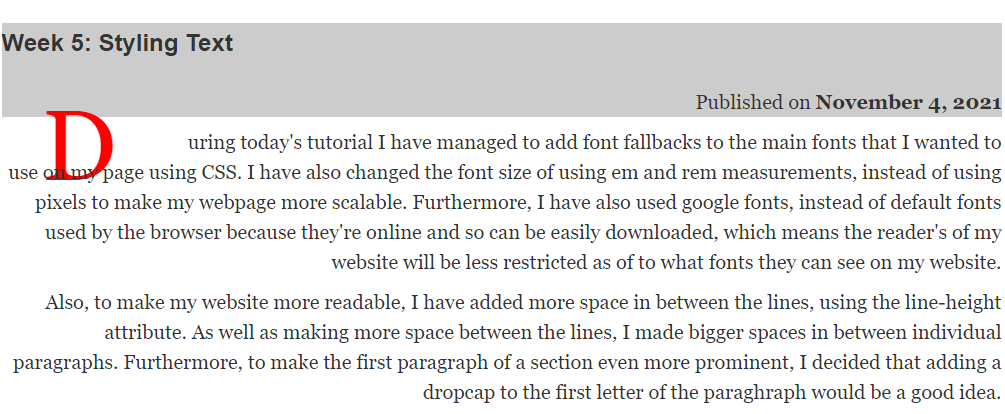 Week 5: Styling Text
Published on November 4, 2021
During today's tutorial I have managed to add font fallbacks to the main fonts that I wanted to
use on my page using CSS. I have also changed the font size of using em and rem measurements, instead of using
pixels to make my webpage more scalable. Furthermore, I have also used google fonts, instead of default fonts
used by the browser because they're online and so can be easily downloaded, which means the reader's of my
website will be less restricted as of to what fonts they can see on my website.
Also, to make my website more readable, I have added more space in between the lines, using the line-height
attribute. As well as making more space between the lines, I made bigger spaces in between individual
paragraphs. Furthermore, to make the first paragraph of a section even more prominent, I decided that adding a
dropcap to the first letter of the paraghraph would be a good idea.